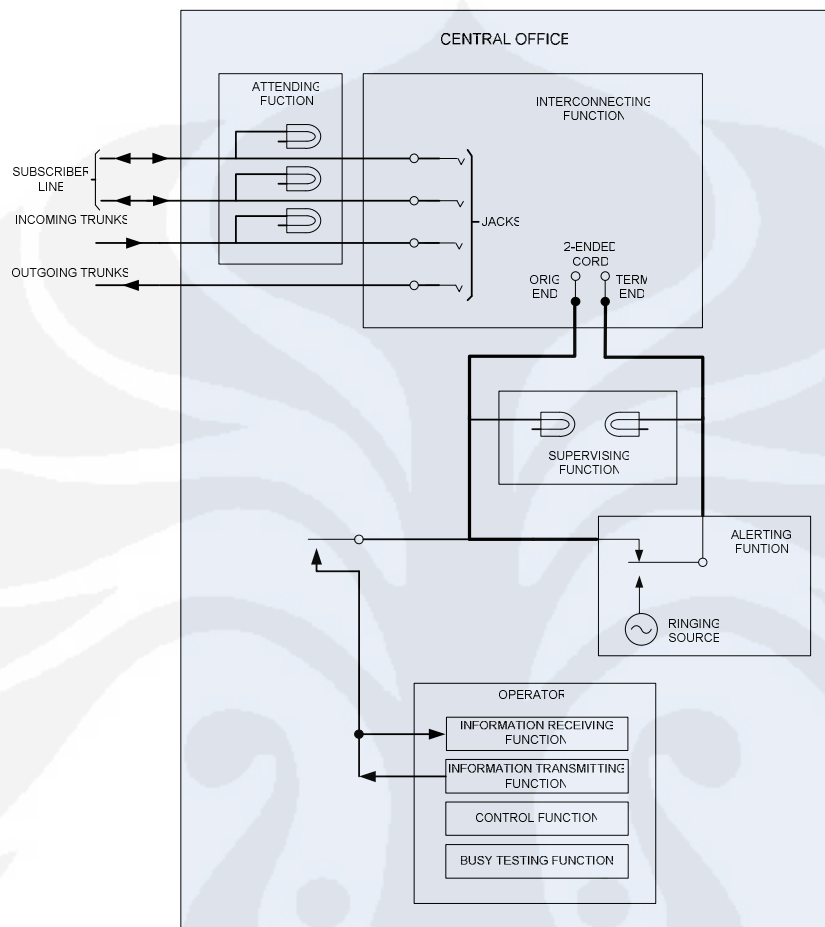 CENTRAL OFFICE
ATTENDING
FUCTION
INTERCONNECTING
FUNCTION
SUBSCRIBER
LINE
INCOMING TRUNKS
OUTGOING TRUNKS
JACKS
2-ENDED
CORD
ORIG
END
TERM
END
SUPERVISING
FUNCTION
ALERTING
FUNTION
RINGING
SOURCE
OPERATOR
INFORMATION RECEIVING
FUNCTION
INFORMATION TRANSMITTING
FUNCTION
CONTROL FUNCTION
BUSY TESTING FUNCTION